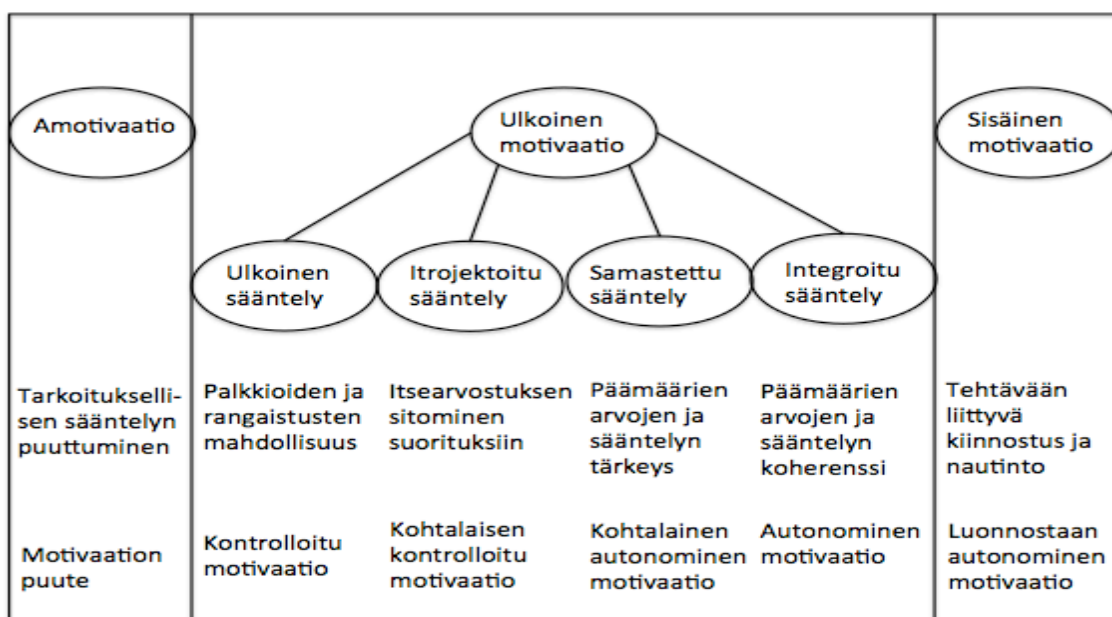 Amotivaatio
Ulkoinen
motivaatio
Sisäinen
motivaatio
Ulkoinen
sääntely
Itrojektoitu
sääntely
Samastettu
sääntely
Integroitu
sääntely
Tarkoitukselli-
sen sääntelyn
puuttuminen
Palkkioiden ja
rangaistusten
mahdollisuus
Itsearvostuksen
sitominen
suorituksiin
Päämäärien
arvojen ja
sääntelyn
tärkeys
Päämäärien
arvojen ja
sääntelyn
koherenssi
Tehtävään
liittyvä
kiinnostus ja
nautinto
Motivaation
puute
Kontrolloitu
motivaatio
Kohtalaisen
kontrolloitu
motivaatio
Kohtalainen
autonominen
motivaatio
Autonominen
motivaatio
Luonnostaan
autonominen
motivaatio